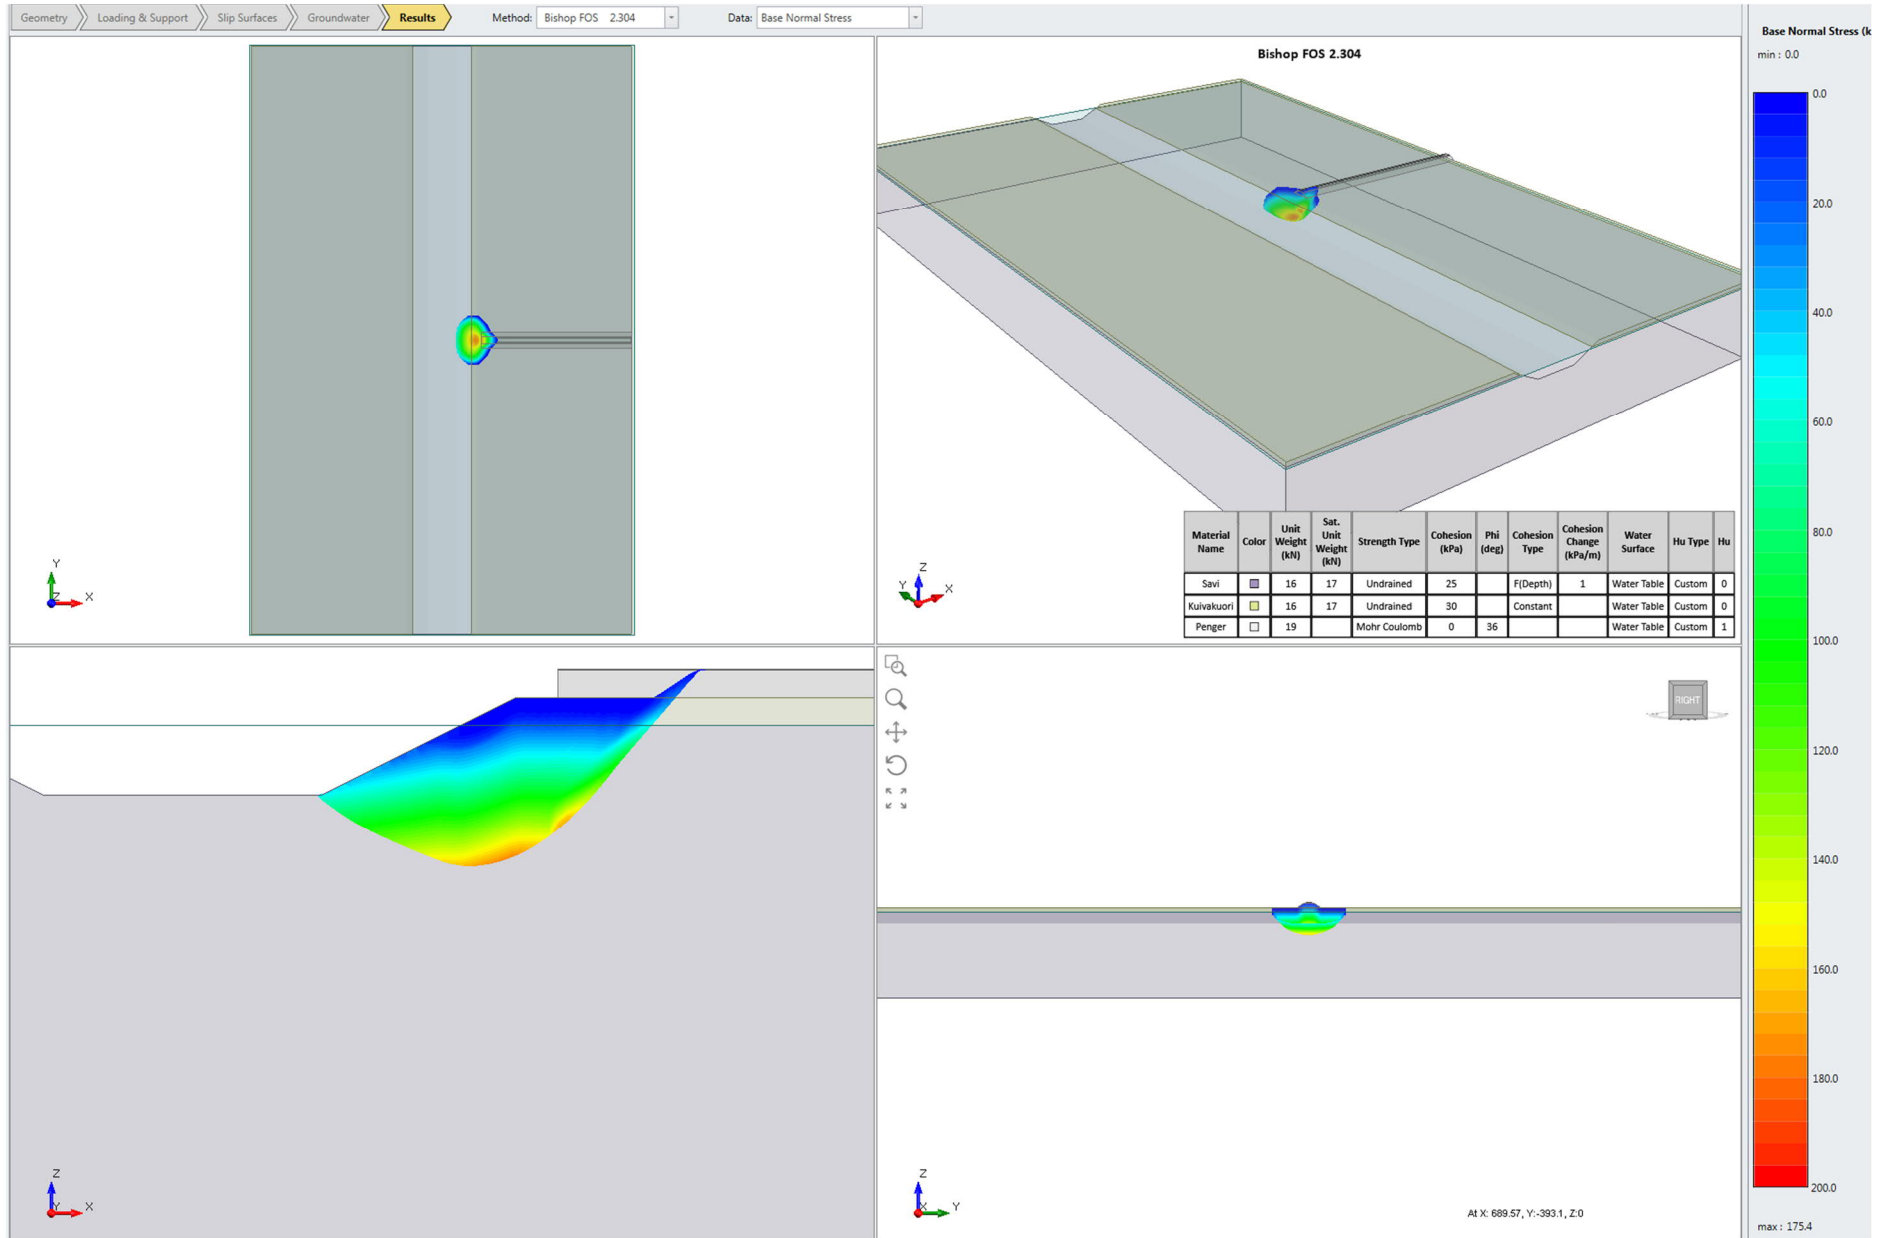 Geometry Loading & Support Slip Surfaces Groundwater Results Method: Bishop FOS 2.304 Data: Base Normal Stress
Bishop FOS 2.304
Y
Z X
Z
Y X
Material Name Color Unit Weight (kN) Sat. Unit Weight (kN) Strength Type Cohesion (kPa) Phi (deg) Cohesion Type Cohesion Change (kPa/m) Water Surface Hu Type Hu
Savi 16 17 Undrained 25 F(Depth) 1 Water Table Custom 0
Kuivakuori 16 17 Undrained 30 Constant Water Table Custom 0
Penger 19 Mohr Coulomb 0 36 Water Table Custom 1
Z
Y X
RIGHT
Z
X Y
At X: 689.57, Y:-393.1, Z:0
Base Normal Stress (k
min : 0.0
0.0
20.0
40.0
60.0
80.0
100.0
120.0
140.0
160.0
180.0
200.0
max : 175.4